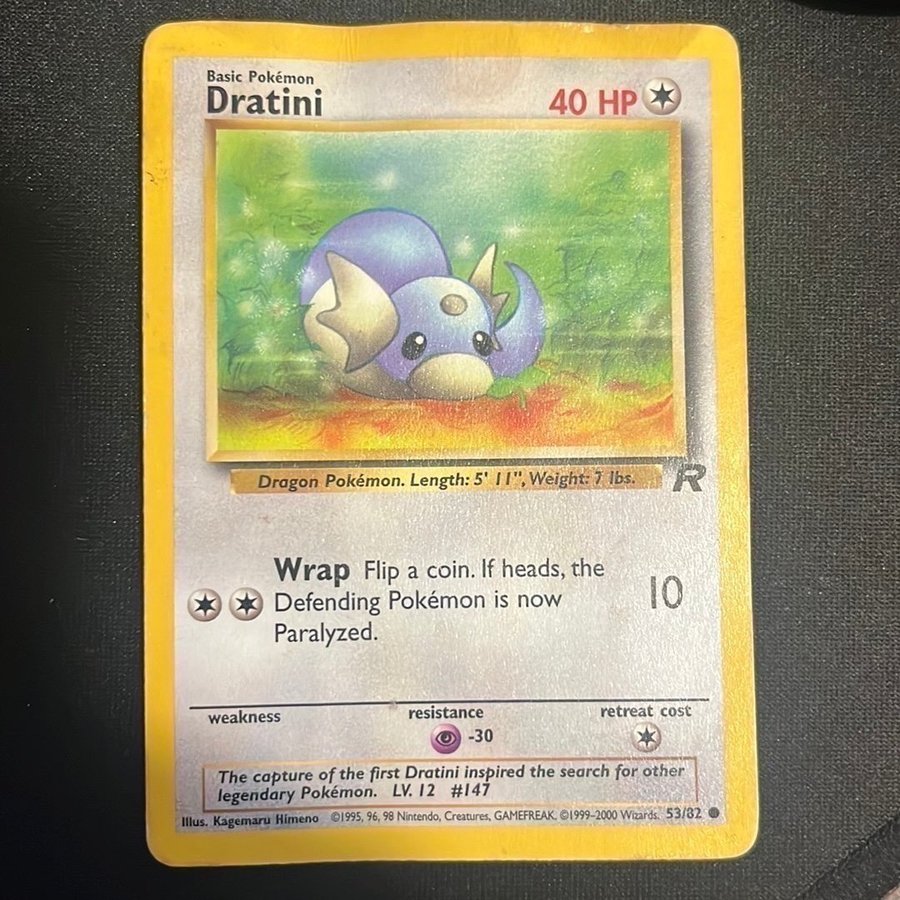 Basic Pokémon
Dratini
40 HP
Dragon Pokémon. Length: 5' 11", Weight: 7 lbs.
R
Wrap Flip a coin. If heads, the
Defending Pokémon is now
Paralyzed.
10
weakness
resistance
retreat cost
-30
The capture of the first Dratini inspired the search for other
legendary Pokémon. LV. 12 #147
Illus. Kagemaru Himeno ©1995, 96, 98 Nintendo, Creatures, GAMEFREAK. ©1999-2000 Wizards. 53/82